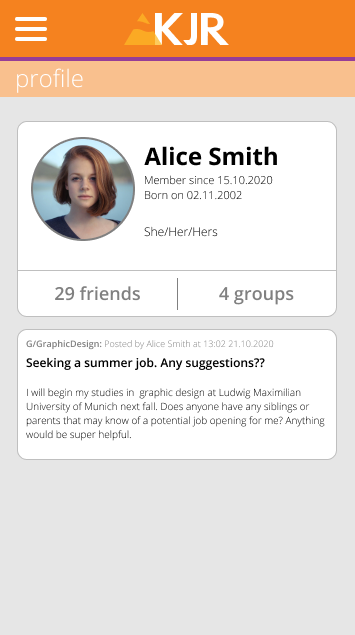 KJR
profile
Alice Smith
Member since 15.10.2020
Born on 02.11.2002
She/Her/Hers
29 friends
4 groups
G/GraphicDesign: Posted by Alice Smith at 13:02 21.10.2020
Seeking a summer job. Any suggestions??
I will begin my studies in  graphic design at Ludwig Maximilian
University of Munich next fall. Does anyone have any siblings or
parents that may know of a potential job opening for me? Anything
would be super helpful.